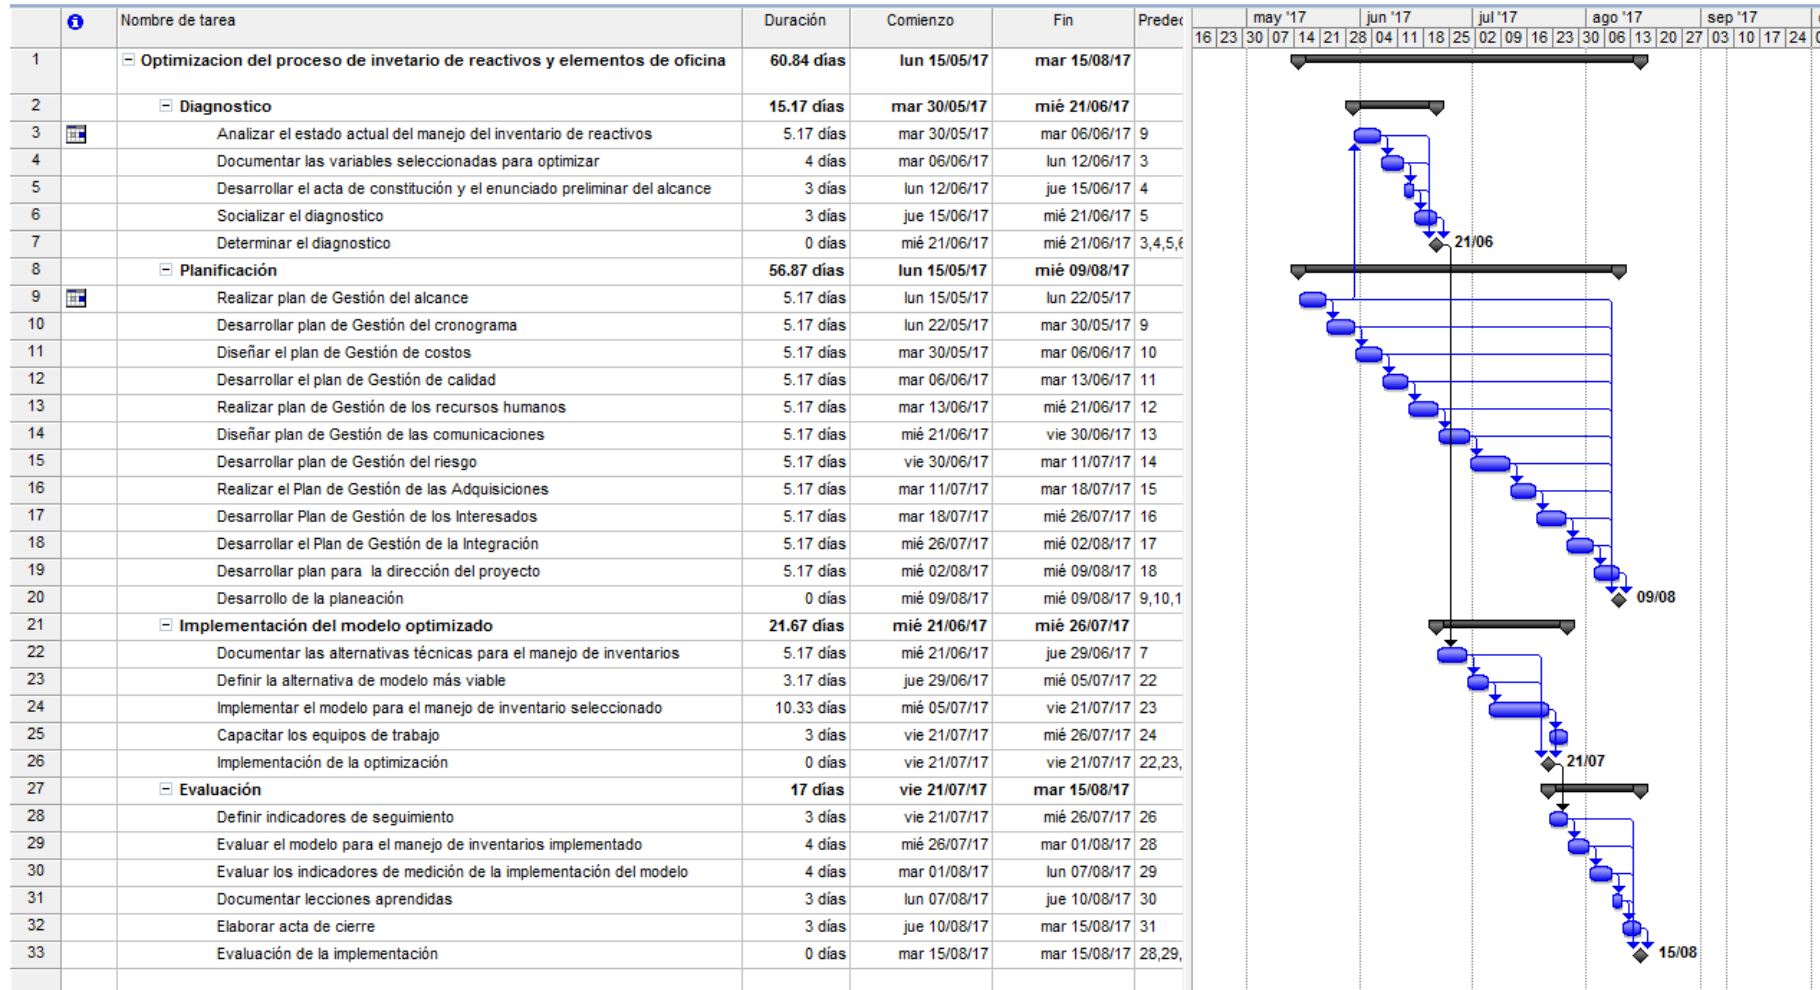 Nombre de tarea Duración Comienzo Fin Predec may '17 jun '17 jul '17 ago '17 sep '17
16 23 30 07 14 21 28 04 11 18 25 02 09 16 23 30 06 13 20 27 03 10 17 24
1 Optimizacion del proceso de invetario de reactivos y elementos de oficina 60.84 días lun 15/05/17 mar 15/08/17
2 Diagnostico 15.17 días mar 30/05/17 mié 21/06/17
3 Analizar el estado actual del manejo del inventario de reactivos 5.17 días mar 30/05/17 mar 06/06/17 9
4 Documentar las variables seleccionadas para optimizar 4 días mar 06/06/17 lun 12/06/17 3
5 Desarrollar el acta de constitución y el enunciado preliminar del alcance 3 días lun 12/06/17 jue 15/06/17 4
6 Socializar el diagnostico 3 días jue 15/06/17 mié 21/06/17 5
7 Determinar el diagnostico 0 días mié 21/06/17 mié 21/06/17 3,4,5,6 21/06
8 Planificación 56.87 días lun 15/05/17 mié 09/08/17
9 Realizar plan de Gestión del alcance 5.17 días lun 15/05/17 lun 22/05/17
10 Desarrollar plan de Gestión del cronograma 5.17 días lun 22/05/17 mar 30/05/17 9
11 Diseñar el plan de Gestión de costos 5.17 días mar 30/05/17 mar 06/06/17 10
12 Desarrollar el plan de Gestión de calidad 5.17 días mar 06/06/17 mar 13/06/17 11
13 Realizar plan de Gestión de los recursos humanos 5.17 días mar 13/06/17 mié 21/06/17 12
14 Diseñar plan de Gestión de las comunicaciones 5.17 días mié 21/06/17 vie 30/06/17 13
15 Desarrollar plan de Gestión del riesgo 5.17 días vie 30/06/17 mar 11/07/17 14
16 Realizar el Plan de Gestión de las Adquisiciones 5.17 días mar 11/07/17 mar 18/07/17 15
17 Desarrollar Plan de Gestión de los Interesados 5.17 días mar 18/07/17 mié 26/07/17 16
18 Desarrollar el Plan de Gestión de la Integración 5.17 días mié 26/07/17 mié 02/08/17 17
19 Desarrollar plan para la dirección del proyecto 5.17 días mié 02/08/17 mié 09/08/17 18
20 Desarrollo de la planeación 0 días mié 09/08/17 mié 09/08/17 9,10,1 09/08
21 Implementación del modelo optimizado 21.67 días mié 21/06/17 mié 26/07/17
22 Documentar las alternativas técnicas para el manejo de inventarios 5.17 días mié 21/06/17 jue 29/06/17 7
23 Definir la alternativa de modelo más viable 3.17 días jue 29/06/17 mié 05/07/17 22
24 Implementar el modelo para el manejo de inventario seleccionado 10.33 días mié 05/07/17 vie 21/07/17 23
25 Capacitar los equipos de trabajo 3 días vie 21/07/17 mié 26/07/17 24
26 Implementación de la optimización 0 días vie 21/07/17 vie 21/07/17 22,23, 21/07
27 Evaluación 17 días vie 21/07/17 mar 15/08/17
28 Definir indicadores de seguimiento 3 días vie 21/07/17 mié 26/07/17 26
29 Evaluar el modelo para el manejo de inventarios implementado 4 días mié 26/07/17 mar 01/08/17 28
30 Evaluar los indicadores de medición de la implementación del modelo 4 días mar 01/08/17 lun 07/08/17 29
31 Documentar lecciones aprendidas 3 días lun 07/08/17 jue 10/08/17 30
32 Elaborar acta de cierre 3 días jue 10/08/17 mar 15/08/17 31
33 Evaluación de la implementación 0 días mar 15/08/17 mar 15/08/17 28,29, 15/08